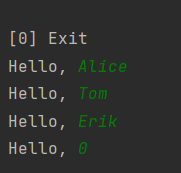 [0] Exit
Hello, Alice
Hello, Tom
Hello, Erik
Hello, 0